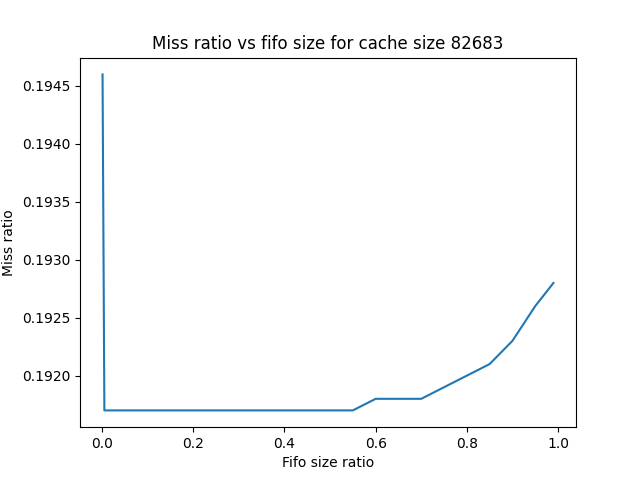 Miss ratio vs fifo size for cache size 82683
0.1945
0.1940
0.1935
0.1930
0.1925
0.1920
Miss ratio
0.0 0.2 0.4 0.6 0.8 1.0
Fifo size ratio